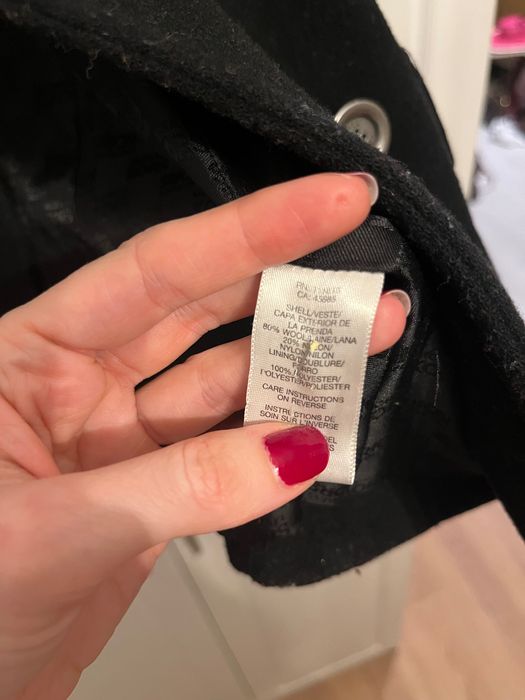 CA: 43985
SHELL/VESTE/
CAPA EXTERIOR DE
LA PRENDA
80% WOOL/LAINE/LANA
20% NYLON/
NYLON/NILON
LINING/DOUBLURE/
FORRO
100% POLYESTER/
POLYESTER/POLIESTER
CARE INSTRUCTIONS
ON REVERSE
INSTRUCTIONS DE
SOIN SUR L'INVERSE